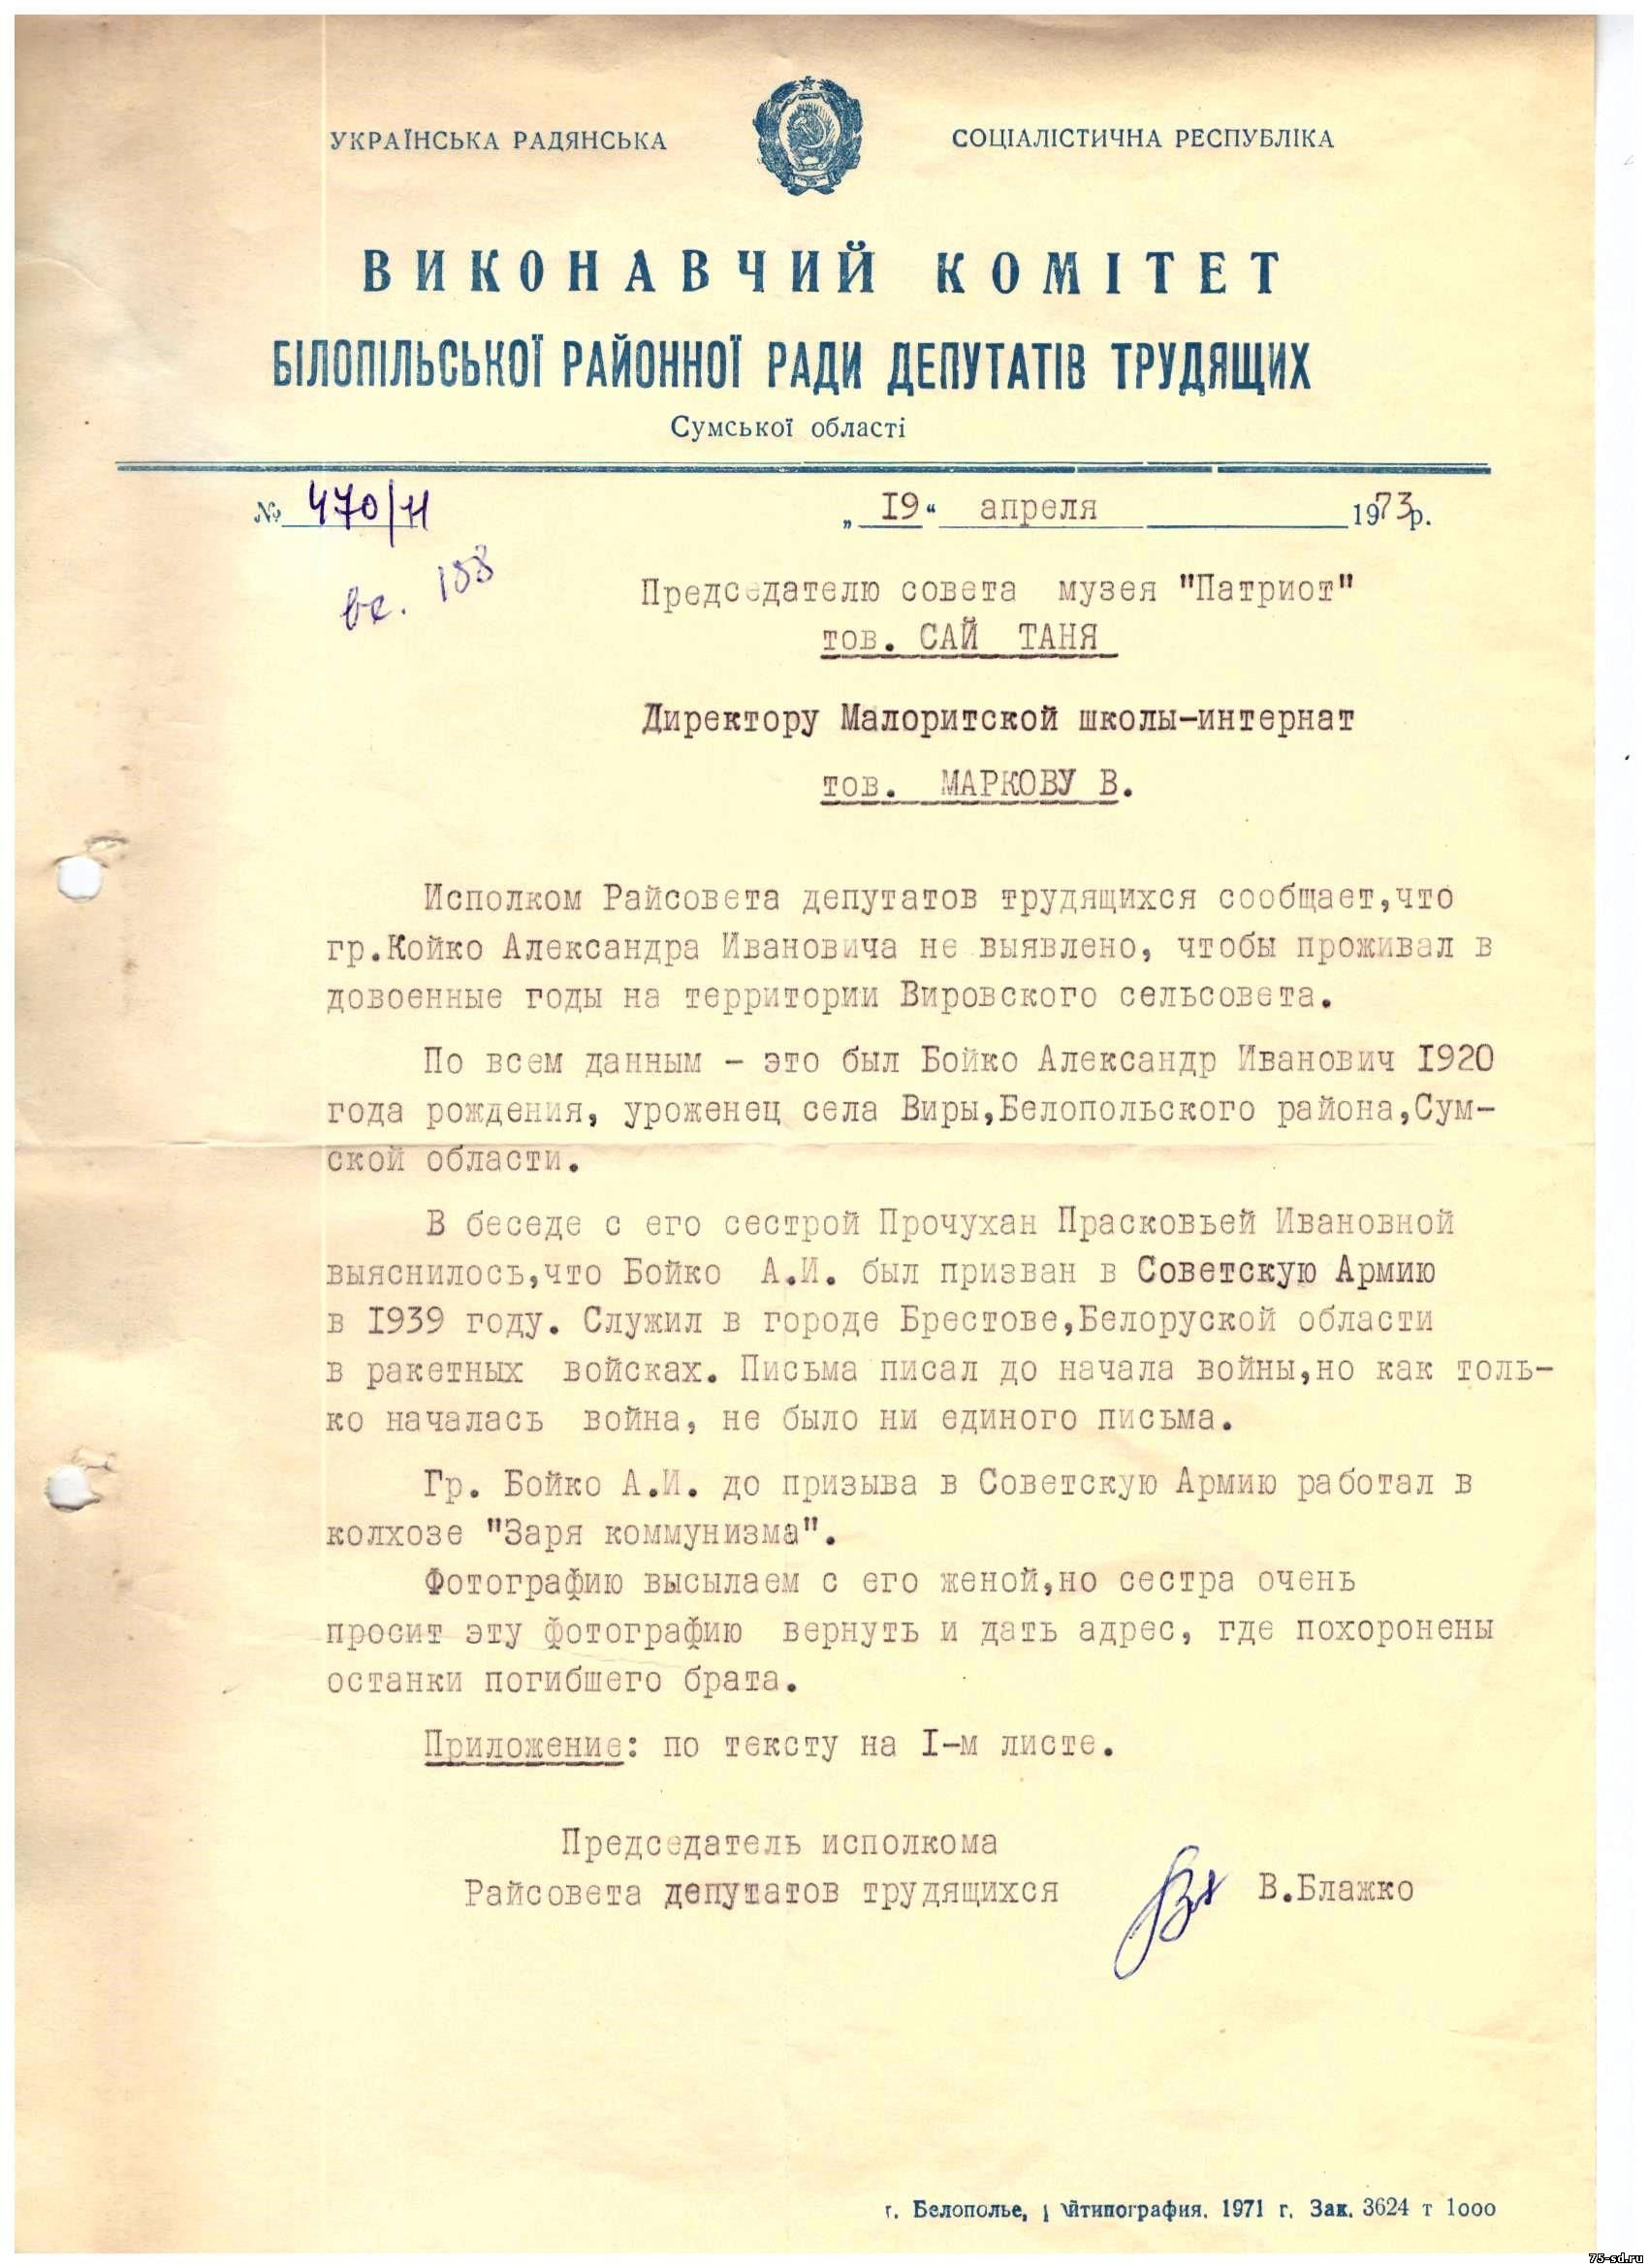 УКРАЇНСЬКА РАДЯНСЬКА СОЦІАЛІСТИЧНА РЕСПУБЛІКА
ВИКОНАВЧИЙ КОМІТЕТ
БІЛОПІЛЬСЬКОЇ РАЙОННОЇ РАДИ ДЕПУТАТІВ ТРУДЯЩИХ
Сумської області
№ 470/11 „19“ апреля 1973р.
вс. 188
Председателю совета музея "Патриот"
тов. САЙ ТАНЯ
Директору Малоритской школы-интернат
тов. МАРКОВУ В.
Исполком Райсовета депутатов трудящихся сообщает,что
гр.Койко Александра Ивановича не выявлено, чтобы проживал в
довоенные годы на территории Вировского сельсовета.
По всем данным - это был Бойко Александр Иванович I920
года рождения, уроженец села Виры,Белопольского района,Сум-
ской области.
В беседе с его сестрой Прочухан Прасковьей Ивановной
выяснилось,что Бойко А.И. был призван в Советскую Армию
в I939 году. Служил в городе Брестове,Белоруской области
в ракетных войсках. Письма писал до начала войны,но как толь-
ко началась война, не было ни единого письма.
Гр. Бойко А.И. до призыва в Советскую Армию работал в
колхозе "Заря коммунизма".
Фотографию высылаем с его женой,но сестра очень
просит эту фотографию вернуть и дать адрес, где похоронены
останки погибшего брата.
Приложение: по тексту на I-м листе.
Председатель исполкома
Райсовета депутатов трудящихся В.Блажко
г. Белополье, йтипография. 1971 г. Зак. 3624 т 1000
75-sd.ru